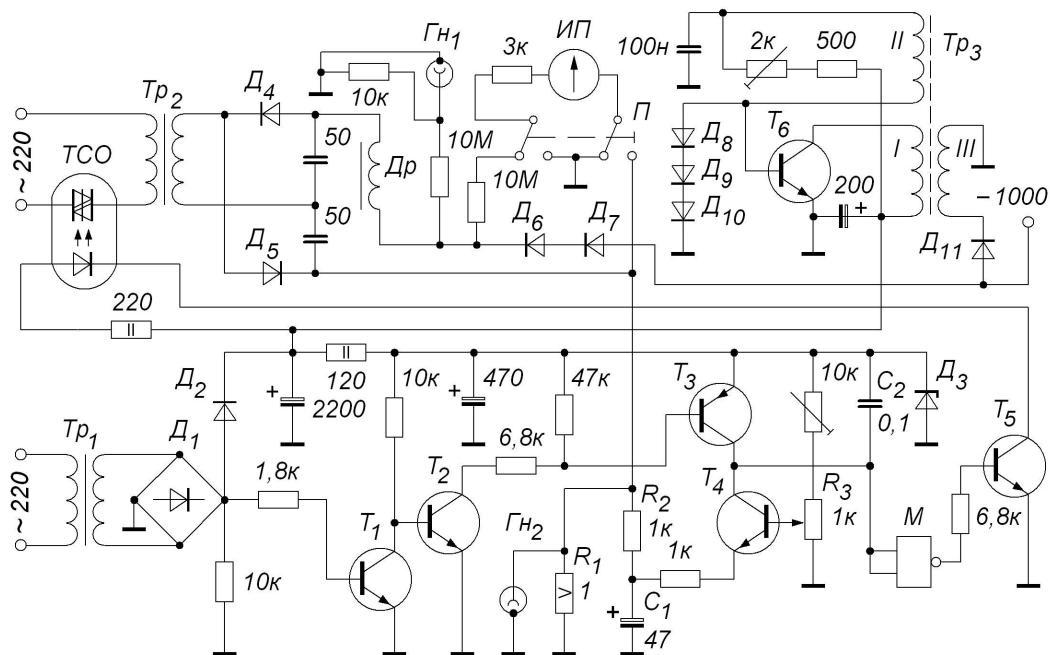 Гн1
ИП
3к
100н
2к
500
II
Тр3
10к
П
Тр2
Д4
50
10М
10М
Др
Д8
Д9
Д10
Т6
I
III
~220
ТСО
200
+
−1000
50
Д5
Д6
Д7
Д11
220
II
II
120
Д2
+
2200
10к
+
470
47к
Т3
10к
С2
0,1
Д3
Т5
Тр1
Д1
6,8к
~220
1,8к
Т2
Т1
Гн2
R2
1к
Т4
R3
1к
6,8к
М
10к
R1
1
>
1к
+
С1
47